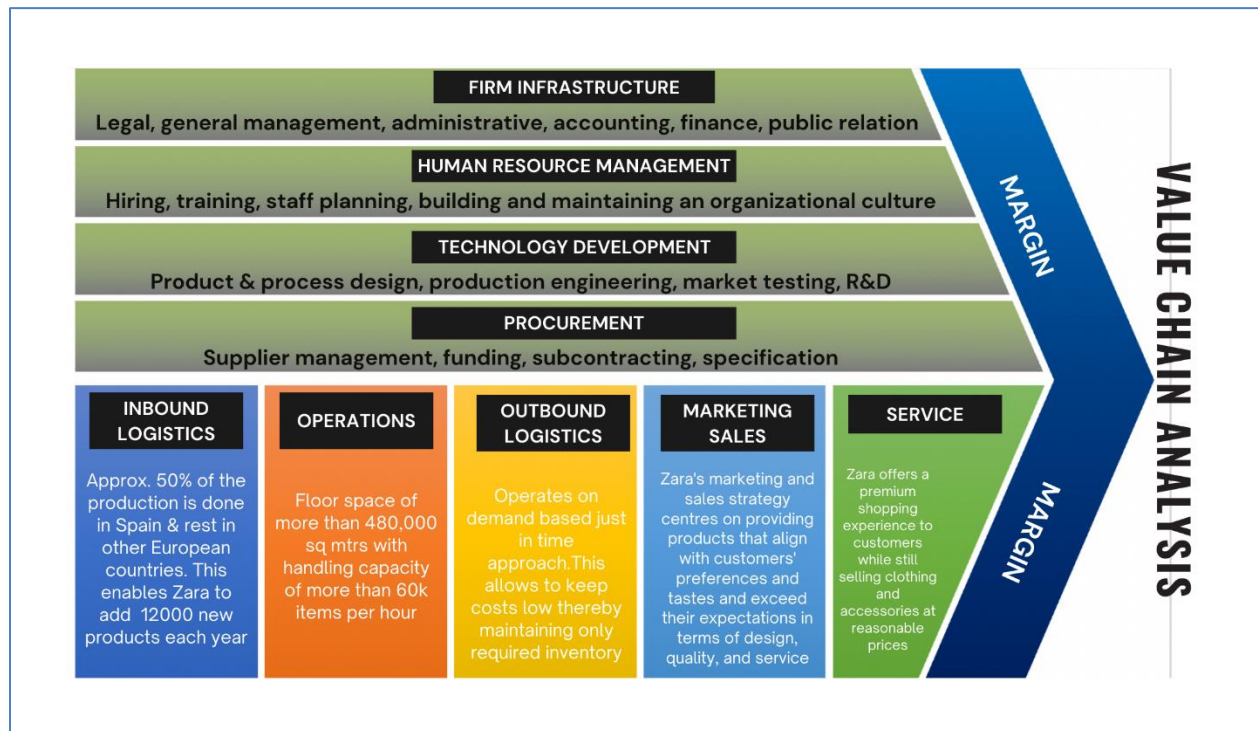 FIRM INFRASTRUCTURE
Legal, general management, administrative, accounting, finance, public relation
HUMAN RESOURCE MANAGEMENT
Hiring, training, staff planning, building and maintaining an organizational culture
TECHNOLOGY DEVELOPMENT
Product & process design, production engineering, market testing, R&D
PROCUREMENT
Supplier management, funding, subcontracting, specification
INBOUND
LOGISTICS
Approx. 50% of the
production is done
in Spain & rest in
other European
countries. This
enables Zara to
add 12000 new
products each year
OPERATIONS
Floor space of
more than 480,000
sq mtrs with
handling capacity
of more than 60k
items per hour
OUTBOUND
LOGISTICS
Operates on
demand based just
in time
approach.This
allows to keep
costs low thereby
maintaining only
required inventory
MARKETING
SALES
Zara's marketing and
sales strategy
centres on providing
products that align
with customers'
preferences and
tastes and exceed
their expectations in
terms of design,
quality, and service
SERVICE
Zara offers a
premium
shopping
experience to
customers
while still
selling clothing
and
accessories at
reasonable
prices
MARGIN
MARGIN
VALUE CHAIN ANALYSIS